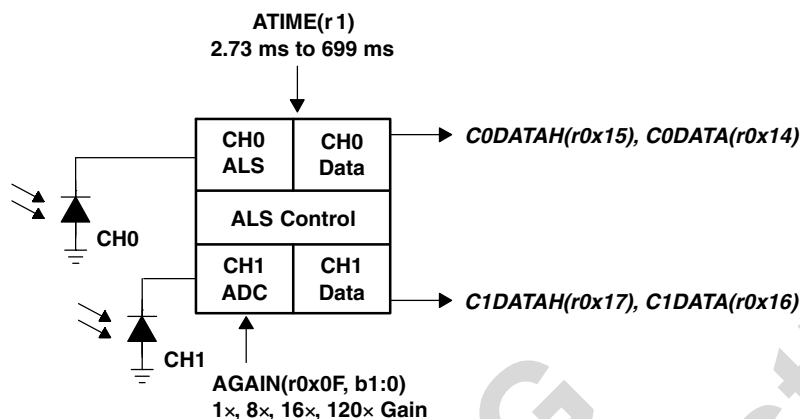 ATIME(r 1)
2.73 ms to 699 ms
CH0
ALS
CH0
Data
C0DATAH(r0x15), C0DATA(r0x14)
ALS Control
CH0
CH1
ADC
CH1
Data
C1DATAH(r0x17), C1DATA(r0x16)
CH1
AGAIN(r0x0F, b1:0)
1×, 8×, 16×, 120× Gain